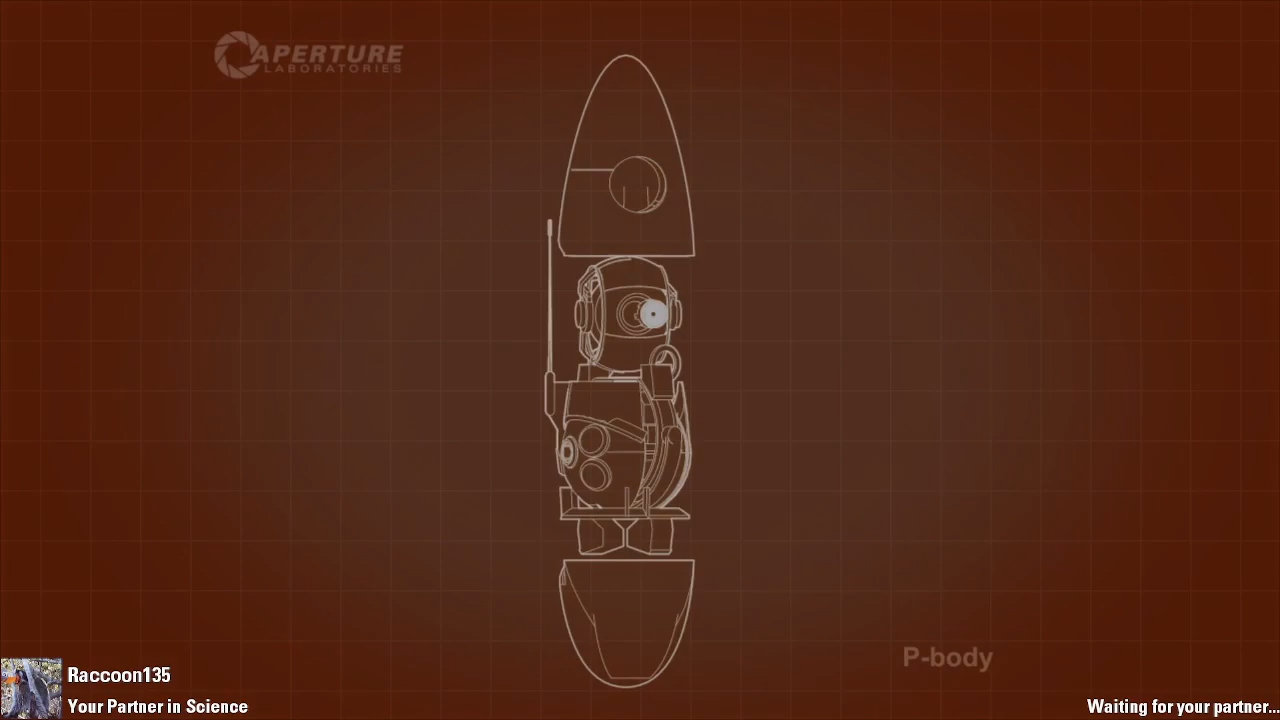 APERTURE
LABORATORIES
P-body
Raccoon135
Your Partner in Science
Waiting for your partner...